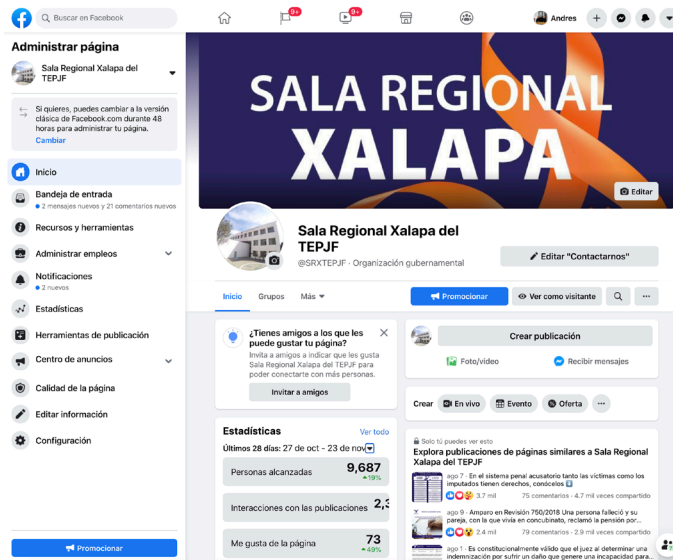 Buscar en Facebook
9+
9+
Andres
Administrar página
Sala Regional Xalapa del
TEPJF
Si quieres, puedes cambiar a la versión
clásica de Facebook.com durante 48
horas para administrar tu página.
Cambiar
Inicio
Bandeja de entrada
2 mensajes nuevos y 21 comentarios nuevos
Recursos y herramientas
Administrar empleos
Notificaciones
2 nuevos
Estadísticas
Herramientas de publicación
Centro de anuncios
Calidad de la página
Editar información
Configuración
Promocionar
SALA REGIONAL
XALAPA
Editar
Sala Regional Xalapa del
TEPJF
@SRXTEPJF · Organización gubernamental
Editar "Contactarnos"
Inicio Grupos Más
Promocionar
Ver como visitante
¿Tienes amigos a los que les
puede gustar tu página?
Invita a amigos a indicar que les gusta
Sala Regional Xalapa del TEPJF para
poder conectarte con más personas.
Invitar a amigos
Estadísticas Ver todo
Últimos 28 días: 27 de oct - 23 de nov
Personas alcanzadas 9,687
19%
Interacciones con las publicaciones 2,3
Me gusta de la página 73
49%
Crear publicación
Foto/video Recibir mensajes
Crear En vivo Evento Oferta
Solo tú puedes ver esto
Explora publicaciones de páginas similares a Sala Regional
Xalapa del TEPJF
ago 7 · En el sistema penal acusatorio tanto las víctimas como los
imputados tienen derechos, conócelos
3.7 mil 75 comentarios · 4.7 mil veces compartido
ago 9 · Amparo en Revisión 750/2018 Una persona falleció y su
pareja, con la que vivía en concubinato, reclamó la pensión por...
2.4 mil 79 comentarios · 2.9 mil veces compartido
ago 1 · Es constitucionalmente válido que el juez al determinar una
indemnización por sufrir un daño que genere una incapacidad para...